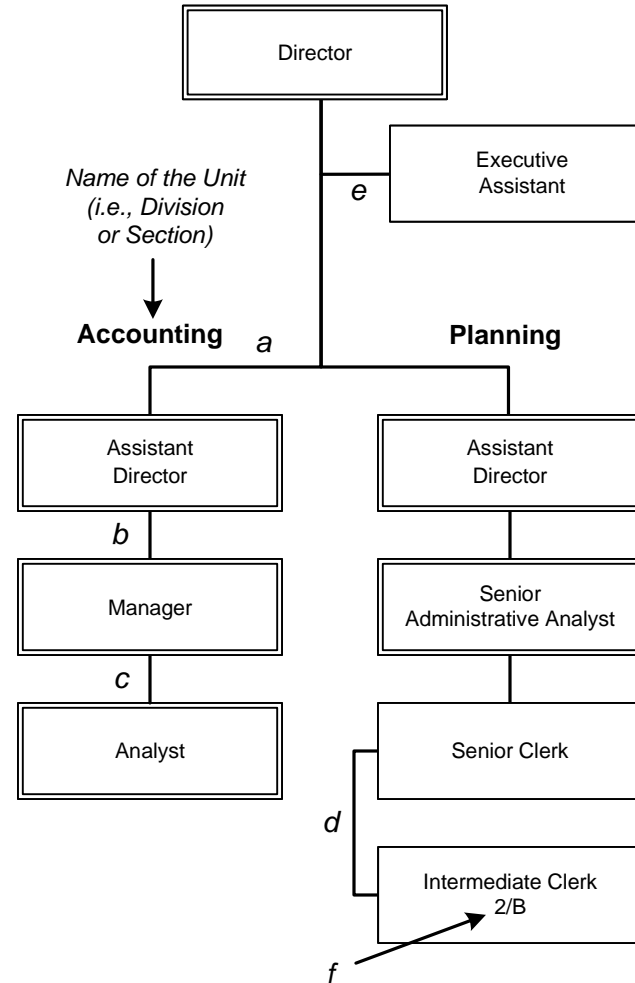 Director
Executive
Assistant
e
Name of the Unit
(i.e., Division
or Section)
Accounting
a
Planning
Assistant
Director
Assistant
Director
b
Manager
Senior
Administrative Analyst
c
Analyst
Senior Clerk
d
Intermediate Clerk
2/B
f